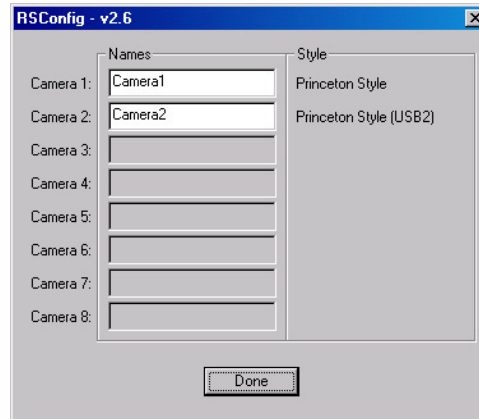 RSConfig - v2.6
Names Style
Camera 1: Camera1 Princeton Style
Camera 2: Camera2 Princeton Style (USB2)
Camera 3:
Camera 4:
Camera 5:
Camera 6:
Camera 7:
Camera 8:
Done